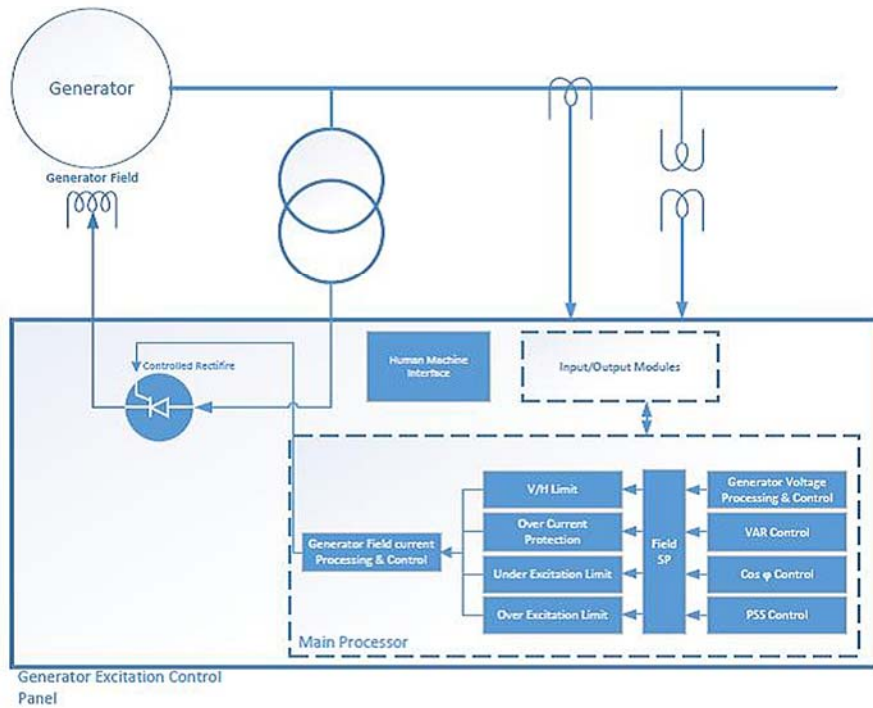 Generator
Generator Field
Controlled Rectifire
Human Machine
Interface
Input/Output Modules
V/H Limit
Generator Voltage
Processing & Control
Over Current
Protection
VAR Control
Generator Field current
Processing & Control
Field
SP
Under Excitation Limit
Cos φ Control
Over Excitation Limit
PSS Control
Main Processor
Generator Excitation Control
Panel